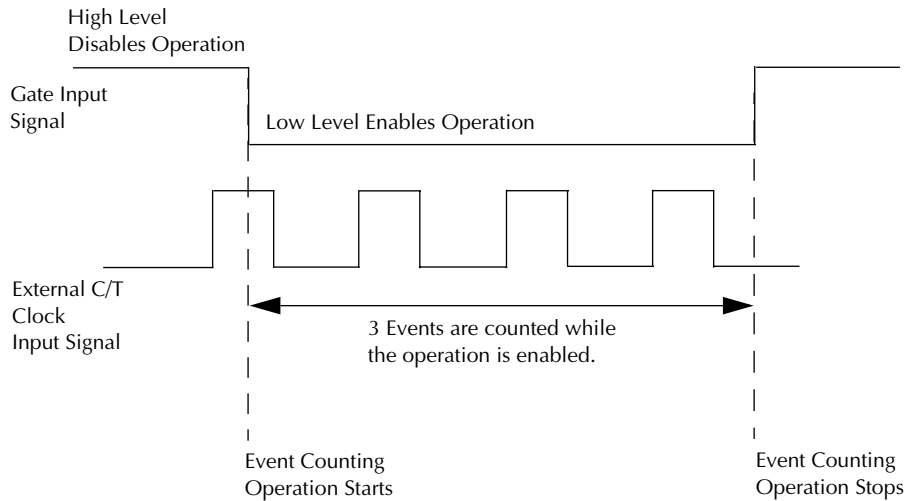 High Level
Disables Operation
Gate Input
Signal
Low Level Enables Operation
External C/T
Clock
Input Signal
3 Events are counted while
the operation is enabled.
Event Counting
Operation Starts
Event Counting
Operation Stops